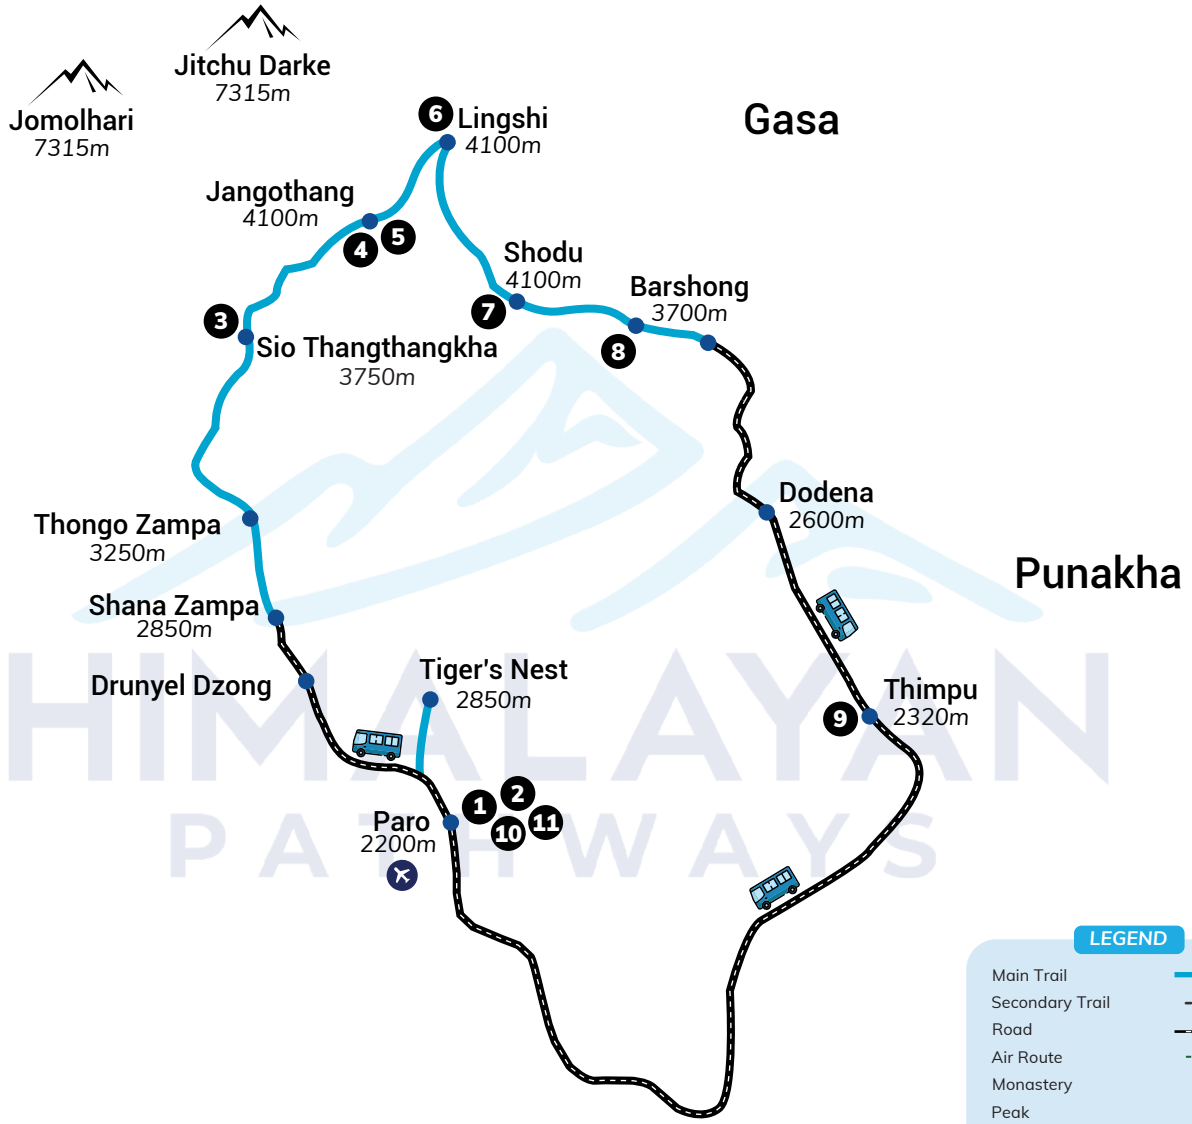 Jitchu Darke
7315m
Jomolhari
7315m
6
Lingshi
4100m
Gasa
Jangothang
4100m
4
5
Shodu
4100m
7
Barshong
3700m
8
3
Sio Thangthangkha
3750m
Dodena
2600m
Thongo Zampa
3250m
Punakha
Shana Zampa
2850m
HIMALAYAN
PATHWAYS
Drunyel Dzong
Tiger's Nest
2850m
Thimpu
2320m
9
Paro
2200m
1
2
10
11
LEGEND
Main Trail
Secondary Trail
Road
Air Route
Monastery
Peak